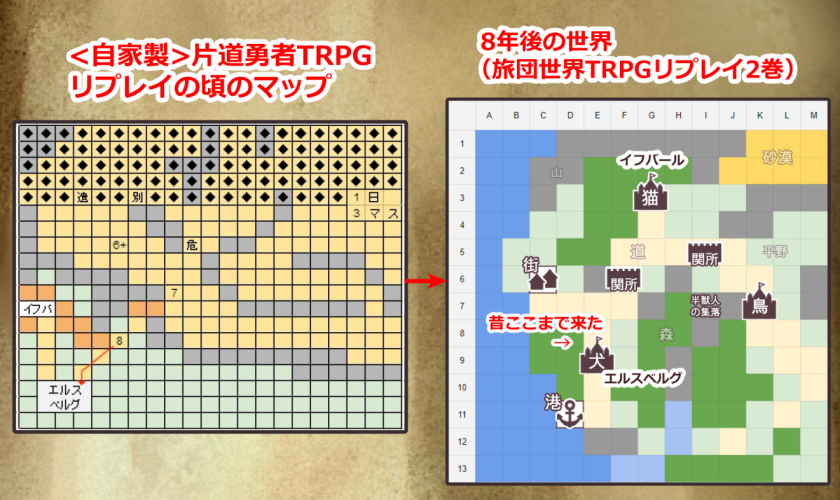 <自家製>片道勇者TRPG
リプレイの頃のマップ
遺 別 1 日
3 マ ス
6+ 危
7
イフバ
8
エルス
ベルグ
8年後の世界
(旅団世界TRPGリプレイ2巻)
A B C D E F G H I J K L M
1
2
3
4
5
6
7
8
9
10
11
12
13
イフバール
砂漠
山
猫
道
関所
平野
街
関所
半獣人
の集落
鳥
昔ここまで来た
→
森
犬
エルスベルグ
港